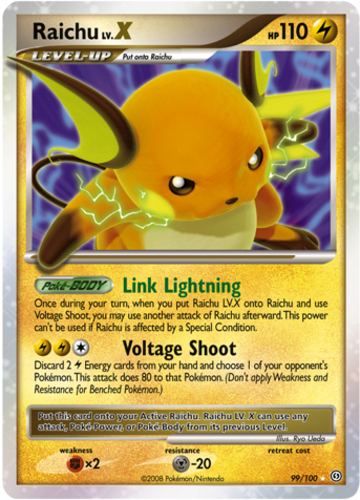 Raichu LV.X HP 110
LEVEL-UP Put onto Raichu
Poké-BODY Link Lightning
Once during your turn, when you put Raichu LV.X onto Raichu and use
Voltage Shoot, you may use another attack of Raichu afterward. This power
can't be used if Raichu is affected by a Special Condition.
Voltage Shoot
Discard 2 Energy cards from your hand and choose 1 of your opponent's
Pokémon. This attack does 80 to that Pokémon. (Don't apply Weakness and
Resistance for Benched Pokémon.)
Put this card onto your Active Raichu. Raichu LV.X can use any
attack, Poké-Power, or Poké-Body from its previous Level.
Illus. Ryo Ueda
weakness resistance retreat cost
×2 -20
©2008 Pokémon/Nintendo 99/100